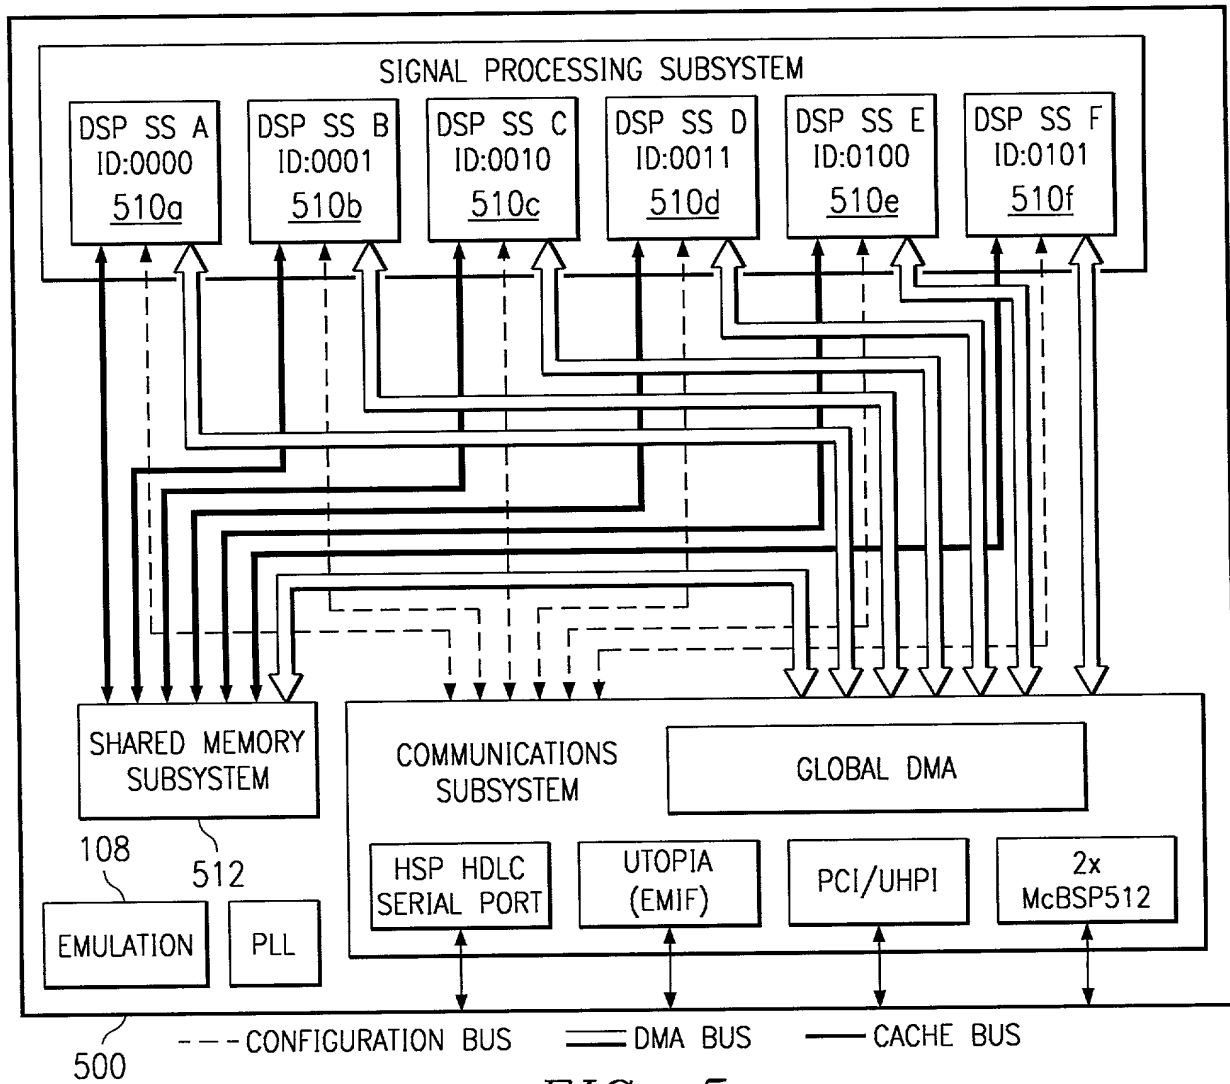 SIGNAL PROCESSING SUBSYSTEM
DSP SS A
ID:0000
510a
DSP SS B
ID:0001
510b
DSP SS C
ID:0010
510c
DSP SS D
ID:0011
510d
DSP SS E
ID:0100
510e
DSP SS F
ID:0101
510f
SHARED MEMORY
SUBSYSTEM
512
COMMUNICATIONS
SUBSYSTEM
GLOBAL DMA
HSP HDLC
SERIAL PORT
UTOPIA
(EMIF)
PCI/UHPI
2x
McBSP512
108
EMULATION
PLL
500
CONFIGURATION BUS
DMA BUS
CACHE BUS